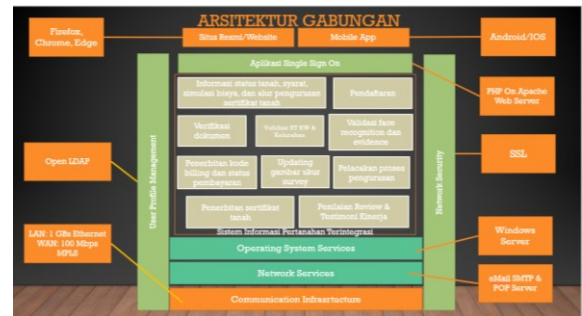 ARSITEKTUR GABUNGAN
Firefox,
Chrome, Edge
Situs Resmi/Website
Mobile App
Android/IOS
Aplikasi Single Sign On
PHP On Apache
Web Server
Informasi status tanah, syarat,
simulasi biaya, dan alur pengurusan
sertifikat tanah
Pendaftaran
Verifikasi
dokumen
Validasi RT RW &
Kelurahan
Validasi face
recognition dan
evidence
Open LDAP
User Profile Management
Network Security
SSL
Penerbitan kode
billing dan status
pembayaran
Updating
gambar ukur
survey
Pelacakan proses
pengurusan
Penerbitan sertifikat
tanah
Penilaian Review &
Testimoni Kinerja
Sistem Informasi Pertanahan Terintegrasi
LAN: 1 GBs Ethernet
WAN: 100 Mbps
MPLS
Operating System Services
Windows
Server
Network Services
eMail SMTP &
POP Server
Communication Infrasrtacture